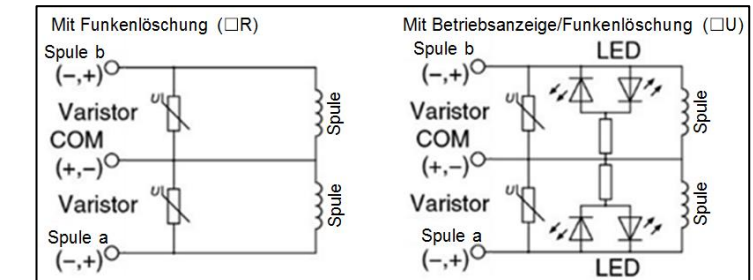 Mit Funkenlöschung (□R)
Spule b
(−,+)
Varistor
U
COM
(+,−)
Varistor
U
Spule a
(−,+)
Spule
Spule
Mit Betriebsanzeige/Funkenlöschung (□U)
Spule b
LED
(−,+)
Varistor
U
COM
(+,−)
Varistor
U
Spule a
(−,+)
LED
Spule
Spule